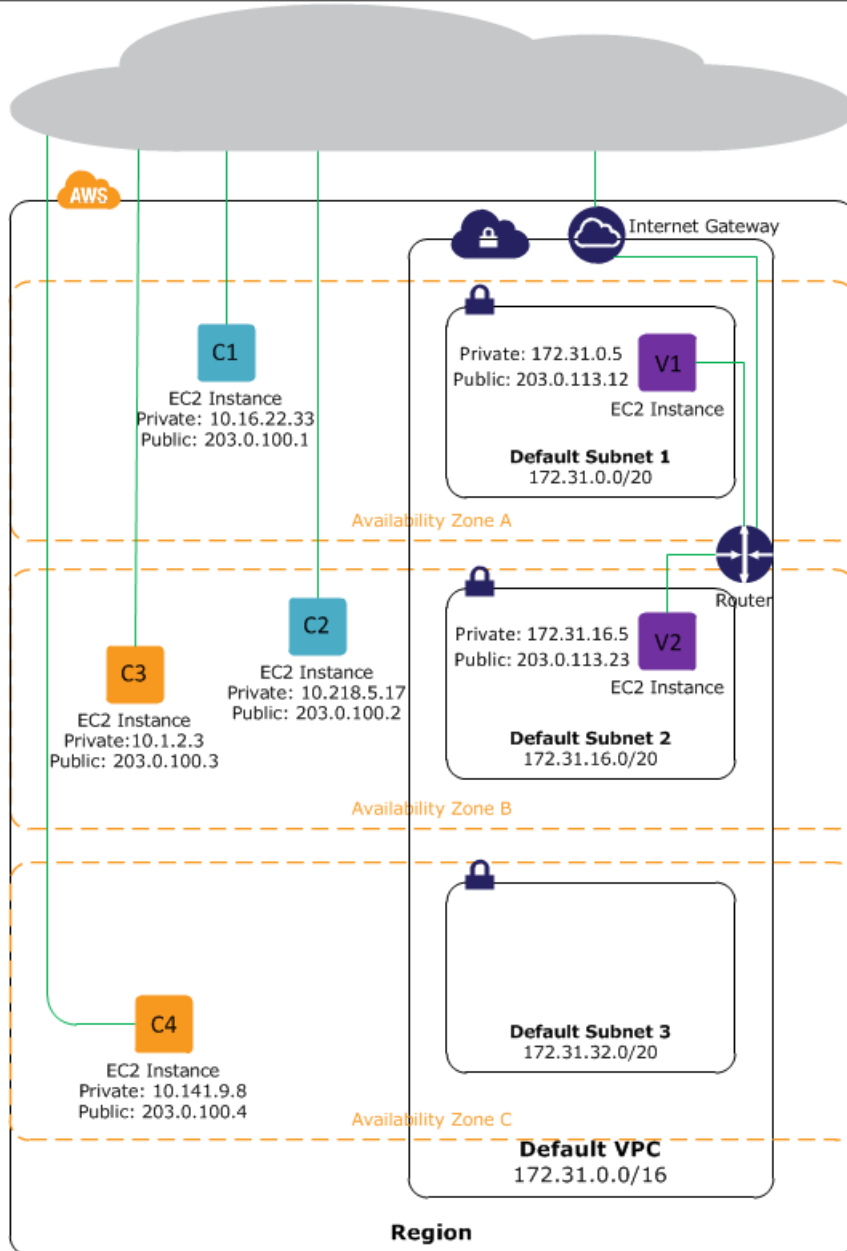 AWS
Internet Gateway
C1
EC2 Instance
Private: 10.16.22.33
Public: 203.0.100.1
Private: 172.31.0.5
Public: 203.0.113.12
V1
EC2 Instance
Default Subnet 1
172.31.0.0/20
Availability Zone A
Router
C2
EC2 Instance
Private: 10.218.5.17
Public: 203.0.100.2
C3
EC2 Instance
Private:10.1.2.3
Public: 203.0.100.3
Private: 172.31.16.5
Public: 203.0.113.23
V2
EC2 Instance
Default Subnet 2
172.31.16.0/20
Availability Zone B
C4
EC2 Instance
Private: 10.141.9.8
Public: 203.0.100.4
Default Subnet 3
172.31.32.0/20
Availability Zone C
Default VPC
172.31.0.0/16
Region